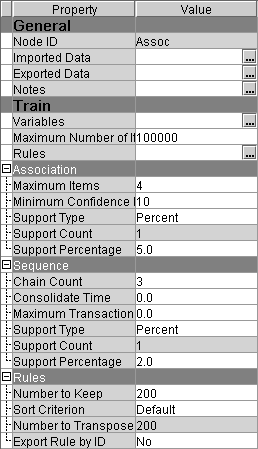 Property Value
General
Node ID Assoc
Imported Data ...
Exported Data ...
Notes ...
Train
Variables ...
Maximum Number of I 100000
Rules ...
Association
Maximum Items 4
Minimum Confidence 10
Support Type Percent
Support Count 1
Support Percentage 5.0
Sequence
Chain Count 3
Consolidate Time 0.0
Maximum Transaction 0.0
Support Type Percent
Support Count 1
Support Percentage 2.0
Rules
Number to Keep 200
Sort Criterion Default
Number to Transpose 200
Export Rule by ID No